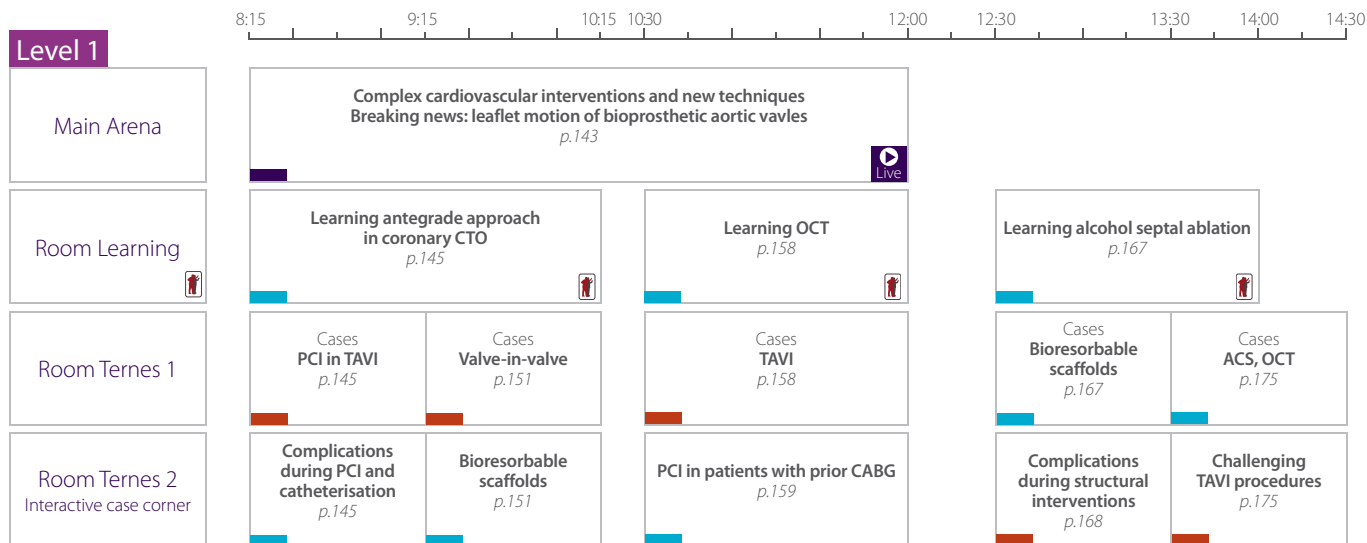 8:15 9:15 10:15 10:30 12:00 12:30 13:30 14:00 14:30
Level 1
Main Arena
Complex cardiovascular interventions and new techniques
Breaking news: leaflet motion of bioprosthetic aortic vavles
p.143
Live
Room Learning
Learning antegrade approach
in coronary CTO
p.145
Learning OCT
p.158
Learning alcohol septal ablation
p.167
Room Ternes 1
Cases
PCI in TAVI
p.145
Cases
Valve-in-valve
p.151
Cases
TAVI
p.158
Cases
Bioresorbable
scaffolds
p.167
Cases
ACS, OCT
p.175
Room Ternes 2
Interactive case corner
Complications
during PCI and
catheterisation
p.145
Bioresorbable
scaffolds
p.151
PCI in patients with prior CABG
p.159
Complications
during structural
interventions
p.168
Challenging
TAVI procedures
p.175